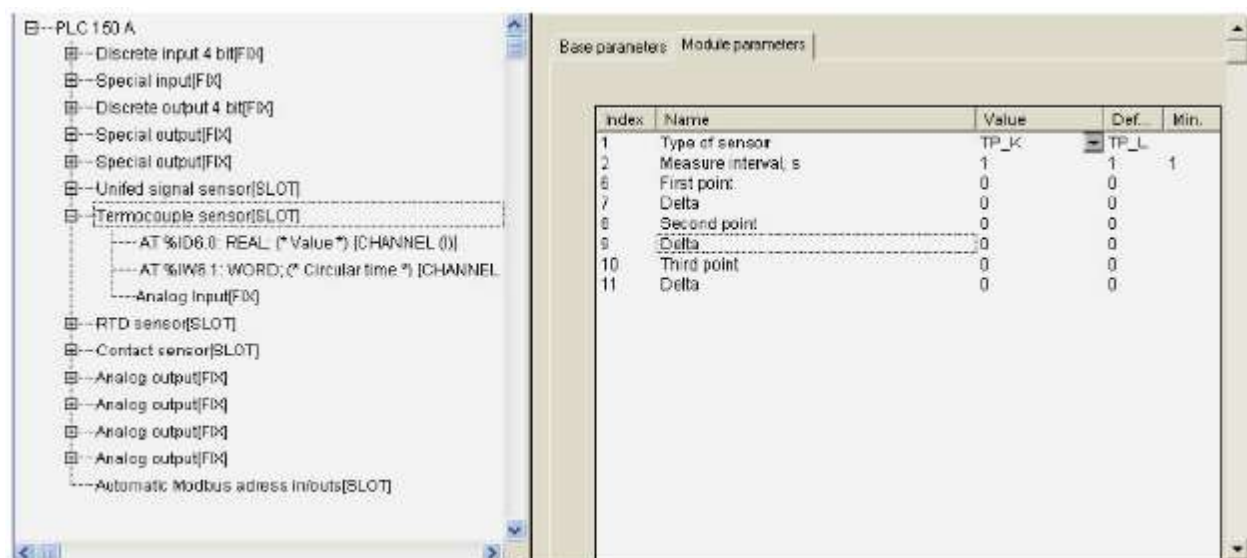 PLC 150 A
Discrete input 4 bit[FIX]
Special input[FIX]
Discrete output 4 bit[FIX]
Special output[FIX]
Special output[FIX]
Unifed signal sensor[SLOT]
Termocouple sensor[SLOT]
AT %ID6.0: REAL; (* Value *) [CHANNEL (I)]
AT %IW6.1: WORD; (* Circular time *) [CHANNEL
Analog Input[FIX]
RTD sensor[SLOT]
Contact sensor[SLOT]
Analog output[FIX]
Analog output[FIX]
Analog output[FIX]
Analog output[FIX]
Automatic Modbus adress in/outs[SLOT]
Base parameters Module parameters
Index Name Value Def... Min.
1 Type of sensor TP_K TP_L
2 Measure interval, s 1 1 1
6 First point 0 0
7 Delta 0 0
8 Second point 0 0
9 Delta 0 0
10 Third point 0 0
11 Delta 0 0